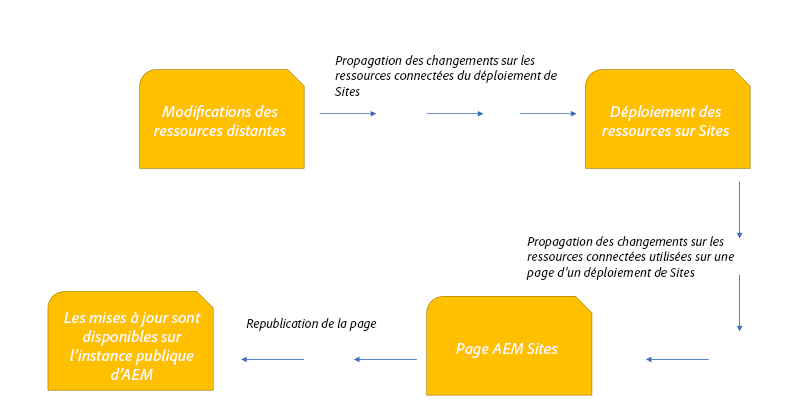 Propagation des changements sur les
ressources connectées du déploiement de
Sites
Modifications des
ressources distantes
Déploiement des
ressources sur Sites
Propagation des changements sur les
ressources connectées utilisées sur une
page d’un déploiement de Sites
Les mises à jour sont
disponibles sur
l’instance publique
d’AEM
Republication de la page
Page AEM Sites